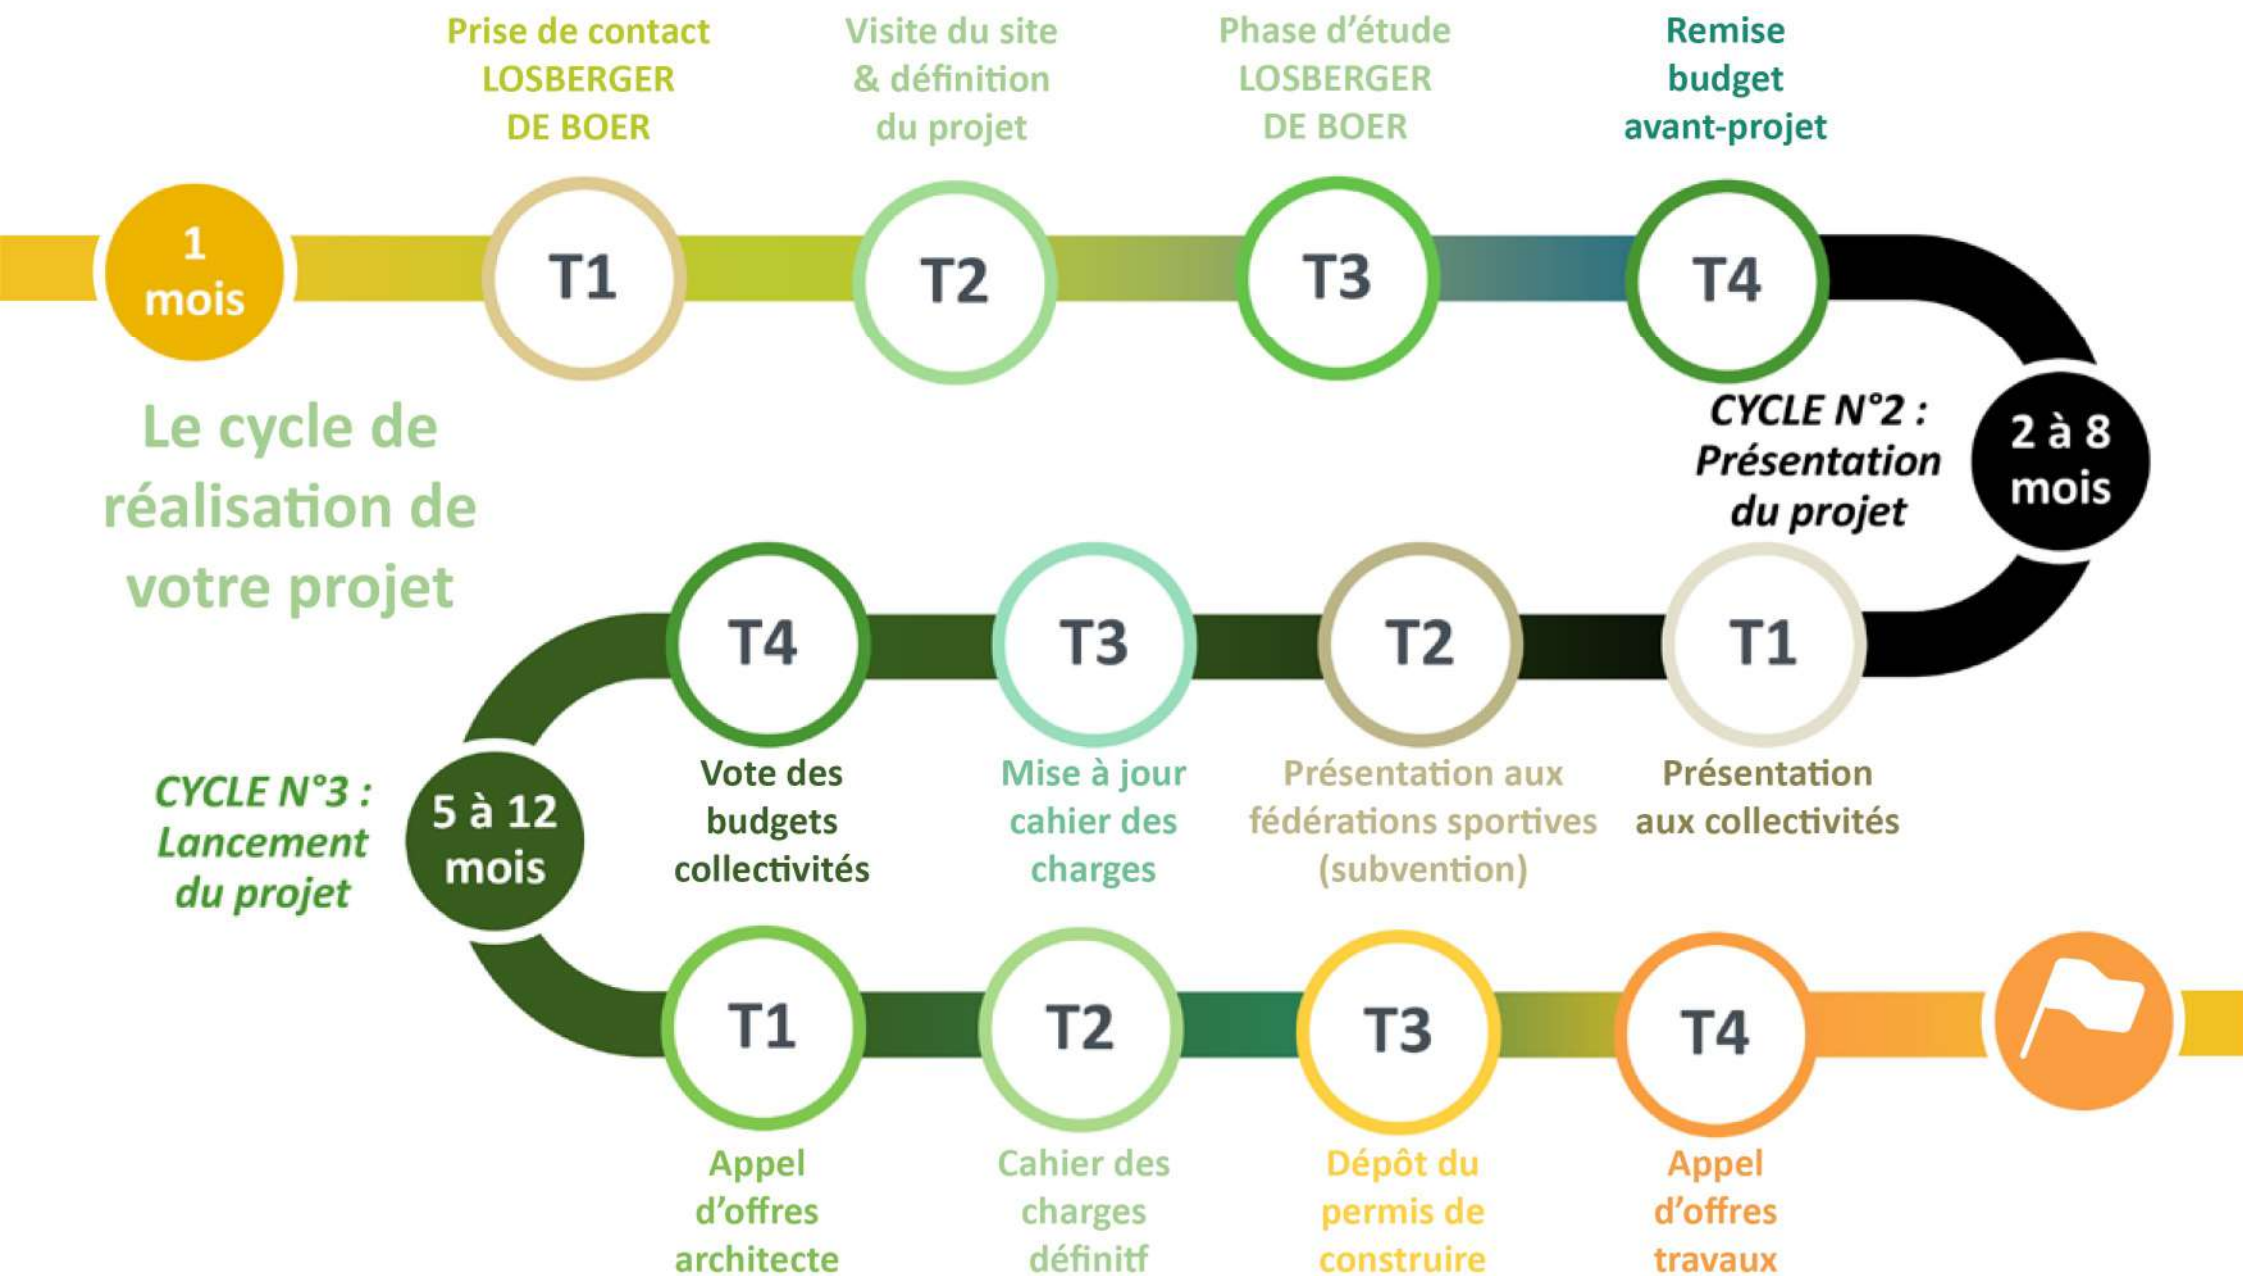 Prise de contact
LOSBERGER
DE BOER
Visite du site
& définition
du projet
Phase d’étude
LOSBERGER
DE BOER
Remise
budget
avant-projet
1
mois
T1
T2
T3
T4
Le cycle de
réalisation de
votre projet
CYCLE N°2 :
Présentation
du projet
2 à 8
mois
T4
T3
T2
T1
Vote des
budgets
collectivités
Mise à jour
cahier des
charges
Présentation aux
fédérations sportives
(subvention)
Présentation
aux collectivités
CYCLE N°3 :
Lancement
du projet
5 à 12
mois
T1
T2
T3
T4
Appel
d’offres
architecte
Cahier des
charges
définitf
Dépôt du
permis de
construire
Appel
d’offres
travaux